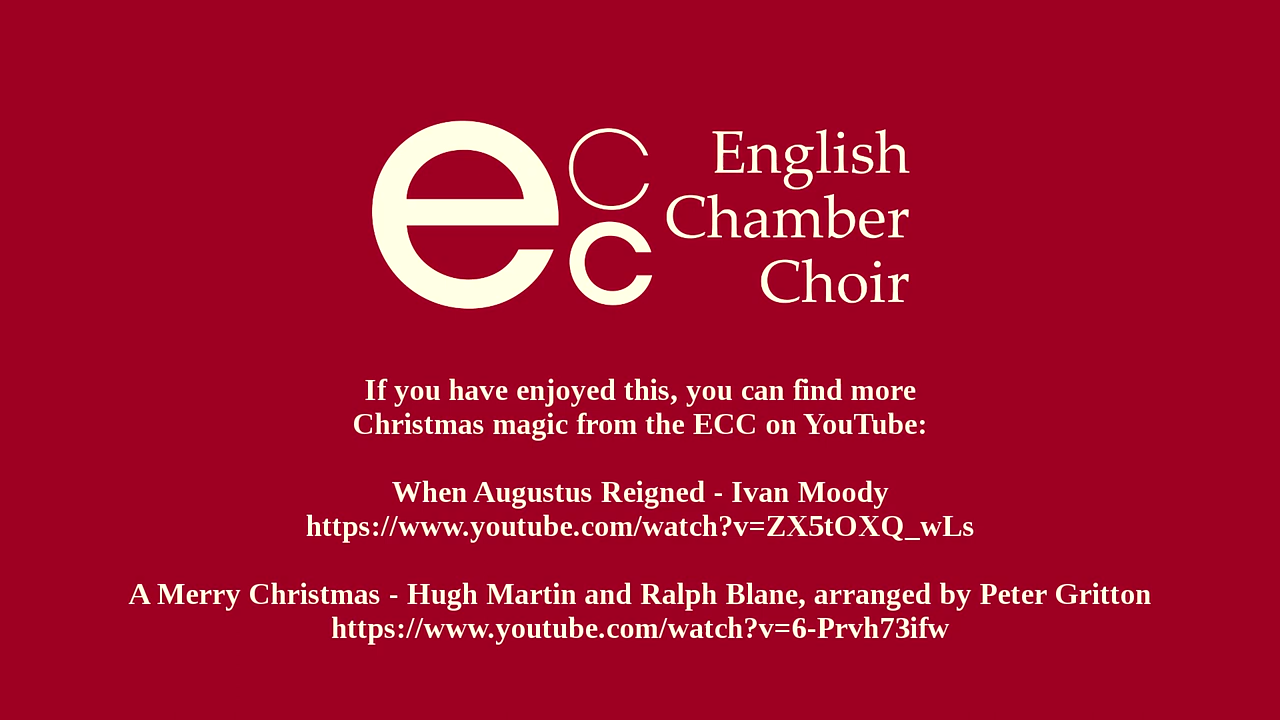 ecc
English
Chamber
Choir
If you have enjoyed this, you can find more
Christmas magic from the ECC on YouTube:
When Augustus Reigned - Ivan Moody
https://www.youtube.com/watch?v=ZX5tOXQ_wLs
A Merry Christmas - Hugh Martin and Ralph Blane, arranged by Peter Gritton
https://www.youtube.com/watch?v=6-Prvh73ifw